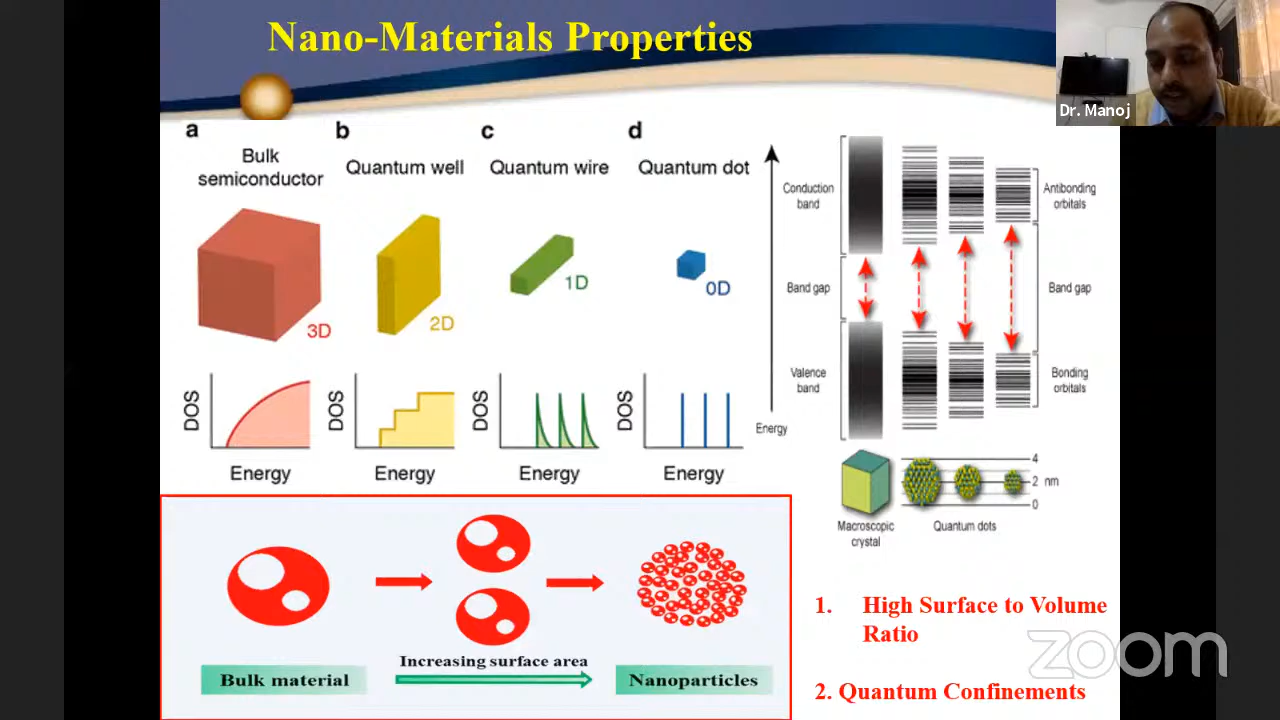 Nano-Materials Properties
Dr. Manoj
a
b
c
d
Bulk
semiconductor
Quantum well
Quantum wire
Quantum dot
3D
2D
1D
0D
DOS
DOS
DOS
DOS
Energy
Energy
Energy
Energy
Conduction
band
Band gap
Valence
band
Energy
Antibonding
orbitals
Band gap
Bonding
orbitals
4
2 nm
0
Macroscopic
crystal
Quantum dots
Increasing surface area
Bulk material
Nanoparticles
1. High Surface to Volume
Ratio
2. Quantum Confinements
zoom